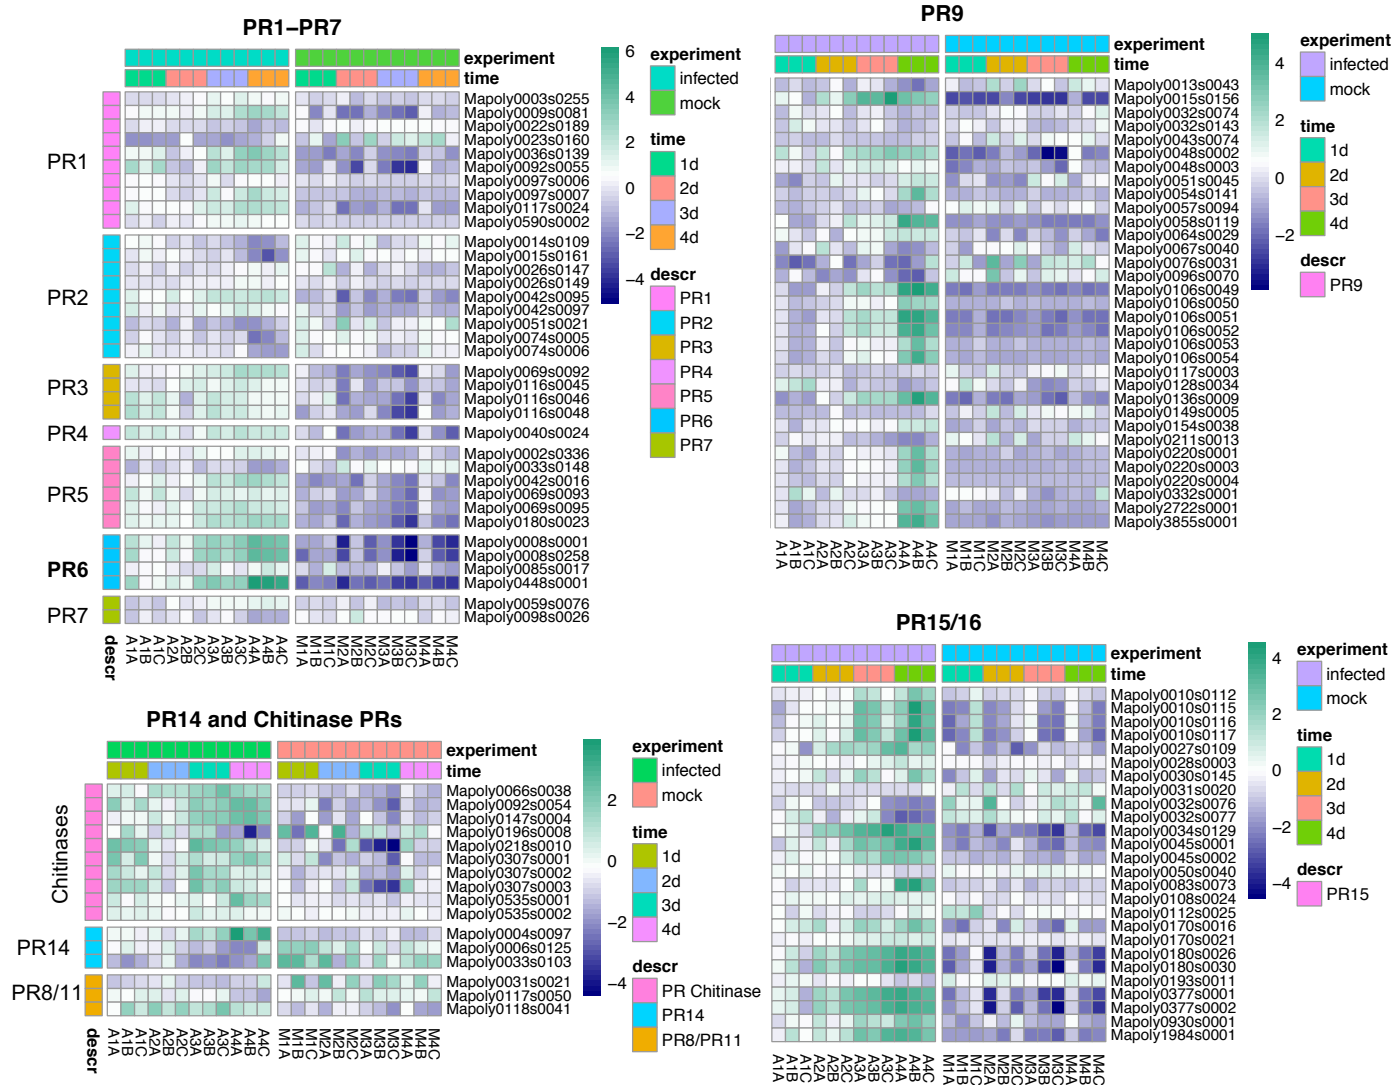 PR1–PR7
experiment
time
PR1
Mapoly0003s0255
Mapoly0009s0081
Mapoly0022s0189
Mapoly0023s0160
Mapoly0036s0139
Mapoly0092s0055
Mapoly0097s0006
Mapoly0097s0007
Mapoly0117s0024
Mapoly0590s0002
PR2
Mapoly0014s0109
Mapoly0015s0161
Mapoly0026s0147
Mapoly0026s0149
Mapoly0042s0095
Mapoly0042s0097
Mapoly0051s0021
Mapoly0074s0005
Mapoly0074s0006
PR3
Mapoly0069s0092
Mapoly0116s0045
Mapoly0116s0046
Mapoly0116s0048
PR4
Mapoly0040s0024
PR5
Mapoly0002s0336
Mapoly0033s0148
Mapoly0042s0016
Mapoly0069s0093
Mapoly0069s0095
Mapoly0180s0023
PR6
Mapoly0008s0001
Mapoly0008s0258
Mapoly0085s0017
Mapoly0448s0001
PR7
Mapoly0059s0076
Mapoly0098s0026
descr A1A A1B A1C A2A A2B A2C A3A A3B A3C A4A A4B A4C M1A M1B M1C M2A M2B M2C M3A M3B M3C M4A M4B M4C
6
4
2
0
−2
−4
experiment
infected
mock
time
1d
2d
3d
4d
descr
PR1
PR2
PR3
PR4
PR5
PR6
PR7
PR9
experiment
time
Mapoly0013s0043
Mapoly0015s0156
Mapoly0032s0074
Mapoly0032s0143
Mapoly0043s0074
Mapoly0048s0002
Mapoly0048s0003
Mapoly0051s0045
Mapoly0054s0141
Mapoly0057s0094
Mapoly0058s0119
Mapoly0064s0029
Mapoly0067s0040
Mapoly0076s0031
Mapoly0096s0070
Mapoly0106s0049
Mapoly0106s0050
Mapoly0106s0051
Mapoly0106s0052
Mapoly0106s0053
Mapoly0106s0054
Mapoly0117s0003
Mapoly0128s0034
Mapoly0136s0009
Mapoly0149s0005
Mapoly0154s0038
Mapoly0211s0013
Mapoly0220s0001
Mapoly0220s0003
Mapoly0220s0004
Mapoly0332s0001
Mapoly2722s0001
Mapoly3855s0001
A1A A1B A1C A2A A2B A2C A3A A3B A3C A4A A4B A4C M1A M1B M1C M2A M2B M2C M3A M3B M3C M4A M4B M4C
4
2
0
−2
experiment
infected
mock
time
1d
2d
3d
4d
descr
PR9
PR14 and Chitinase PRs
experiment
time
Chitinases
Mapoly0066s0038
Mapoly0092s0054
Mapoly0147s0004
Mapoly0196s0008
Mapoly0218s0010
Mapoly0307s0001
Mapoly0307s0002
Mapoly0307s0003
Mapoly0535s0001
Mapoly0535s0002
PR14
Mapoly0004s0097
Mapoly0006s0125
Mapoly0033s0103
PR8/11
Mapoly0031s0021
Mapoly0117s0050
Mapoly0118s0041
descr A1A A1B A1C A2A A2B A2C A3A A3B A3C A4A A4B A4C M1A M1B M1C M2A M2B M2C M3A M3B M3C M4A M4B M4C
2
0
−2
−4
experiment
infected
mock
time
1d
2d
3d
4d
descr
PR Chitinase
PR14
PR8/PR11
PR15/16
experiment
time
Mapoly0010s0112
Mapoly0010s0115
Mapoly0010s0116
Mapoly0010s0117
Mapoly0027s0109
Mapoly0028s0003
Mapoly0030s0145
Mapoly0031s0020
Mapoly0032s0076
Mapoly0032s0077
Mapoly0034s0129
Mapoly0045s0001
Mapoly0045s0002
Mapoly0050s0040
Mapoly0083s0073
Mapoly0108s0024
Mapoly0112s0025
Mapoly0170s0016
Mapoly0170s0021
Mapoly0180s0026
Mapoly0180s0030
Mapoly0193s0011
Mapoly0377s0001
Mapoly0377s0002
Mapoly0930s0001
Mapoly1984s0001
A1A A1B A1C A2A A2B A2C A3A A3B A3C A4A A4B A4C M1A M1B M1C M2A M2B M2C M3A M3B M3C M4A M4B M4C
4
2
0
−2
−4
experiment
infected
mock
time
1d
2d
3d
4d
descr
PR15